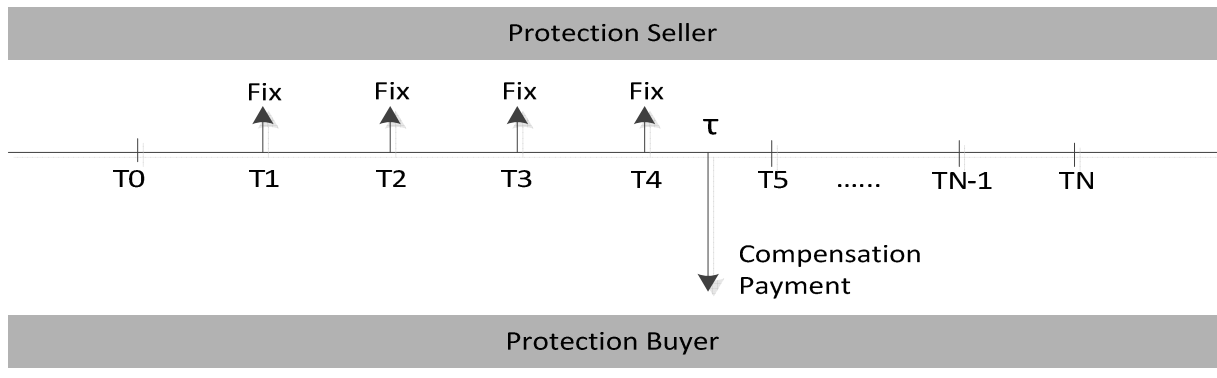 Protection Seller
Fix Fix Fix Fix
τ
T0 T1 T2 T3 T4 T5 ...... TN-1 TN
Compensation
Payment
Protection Buyer